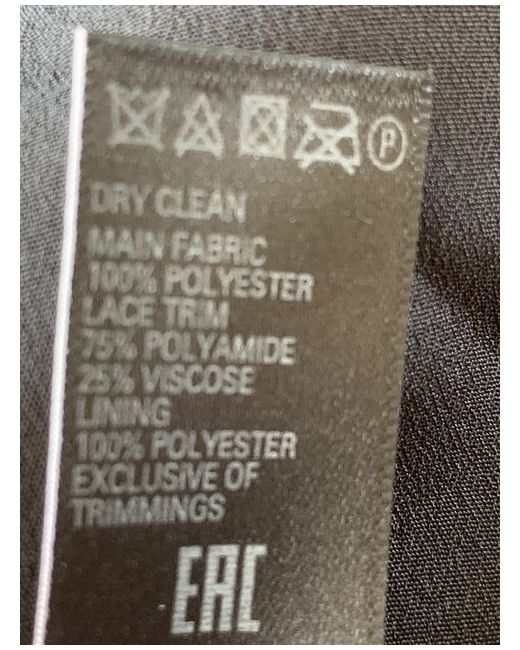 P
DRY CLEAN
MAIN FABRIC
100% POLYESTER
LACE TRIM
75% POLYAMIDE
25% VISCOSE
LINING
100% POLYESTER
EXCLUSIVE OF
TRIMMINGS
EAC